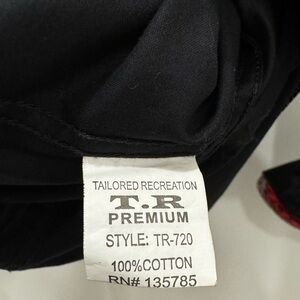 TAILORED RECREATION
T.R
PREMIUM
STYLE: TR-720
100%COTTON
RN# 135785